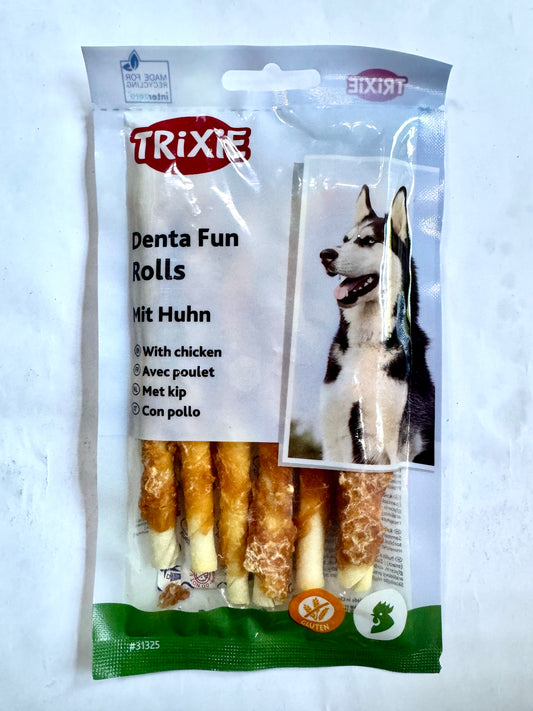 MADE FOR
RECYCLING
interzero
TRiXiE
TRiXiE
Denta Fun
Rolls
Mit Huhn
With chicken
Avec poulet
Met kip
Con pollo
GLUTEN
#31325